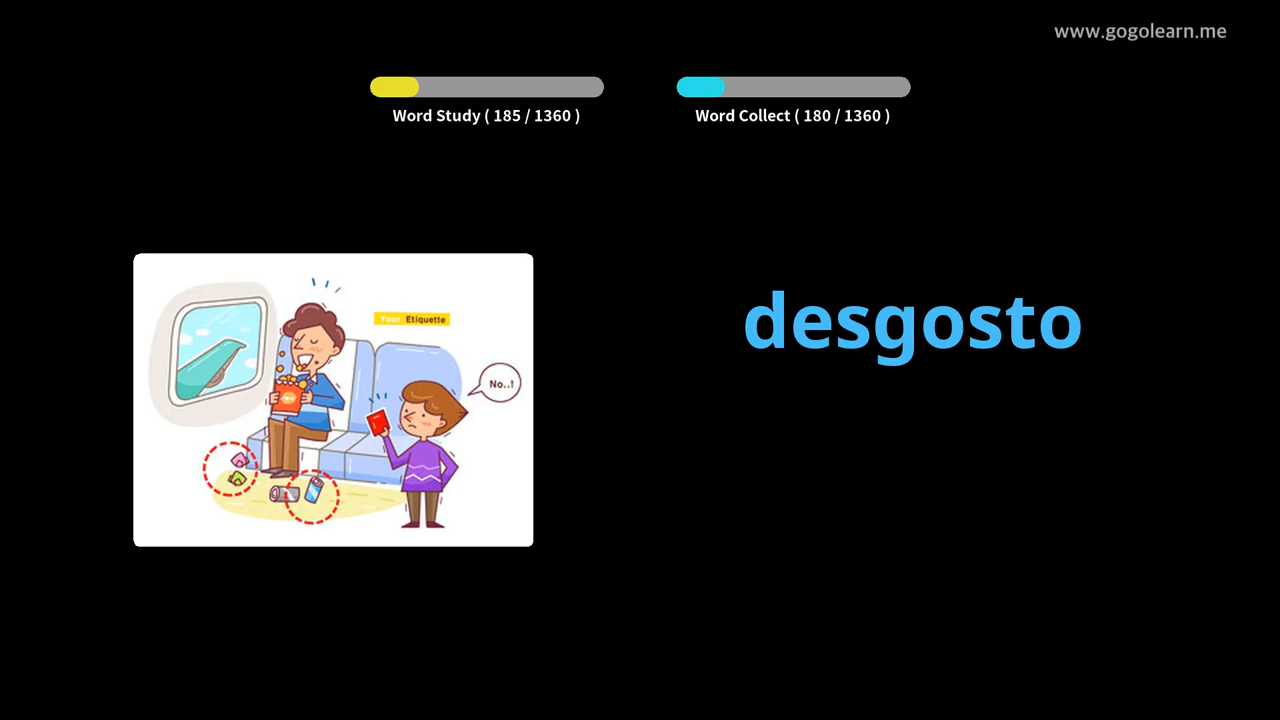 www.gogolearn.me
Word Study ( 185 / 1360 )
Word Collect ( 180 / 1360 )
Your Etiquette
No..!
desgosto